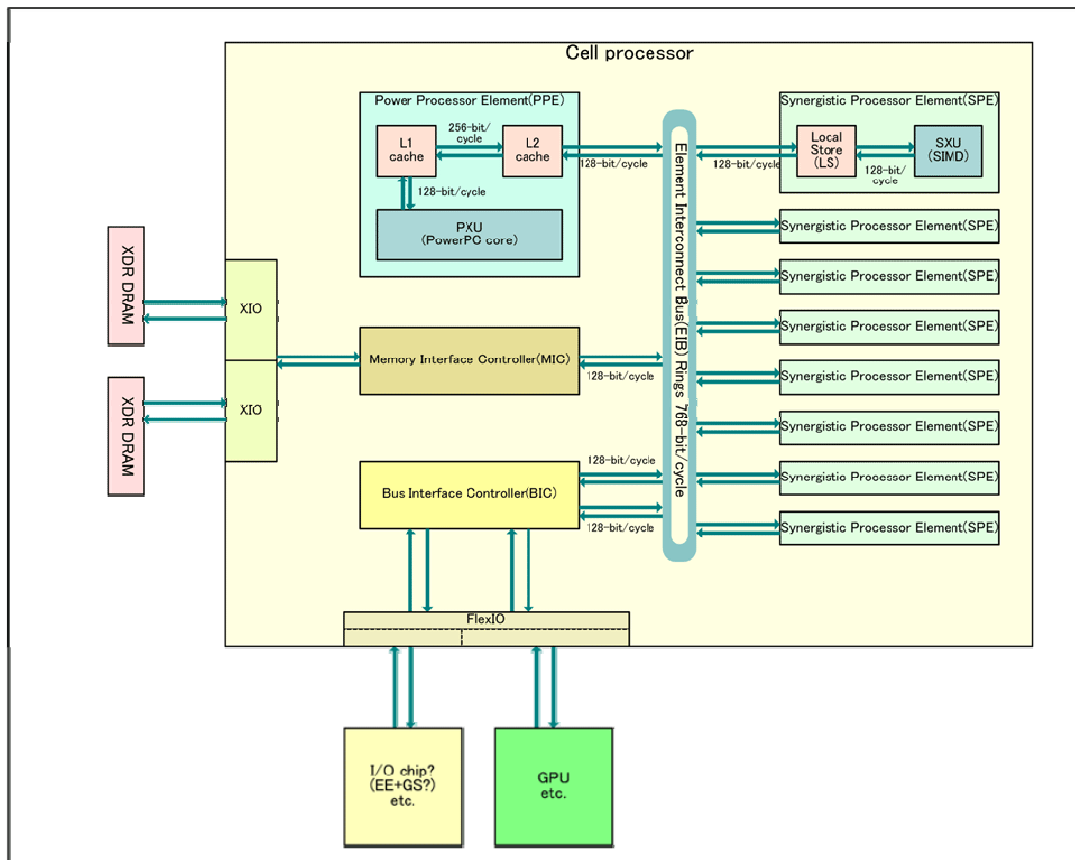 Cell processor
Power Processor Element(PPE)
L1
cache
256-bit/
cycle
L2
cache
128-bit/cycle
128-bit/cycle
PXU
(PowerPC core)
Element Interconnect Bus(EIB) Rings 768-bit/cycle
Synergistic Processor Element(SPE)
128-bit/cycle
Local
Store
(LS)
128-bit/
cycle
SXU
(SIMD)
Synergistic Processor Element(SPE)
Synergistic Processor Element(SPE)
Synergistic Processor Element(SPE)
Synergistic Processor Element(SPE)
Synergistic Processor Element(SPE)
Synergistic Processor Element(SPE)
Synergistic Processor Element(SPE)
XDR DRAM
XIO
XDR DRAM
XIO
Memory Interface Controller(MIC)
128-bit/cycle
Bus Interface Controller(BIC)
128-bit/cycle
128-bit/cycle
FlexIO
I/O chip?
(EE+GS?)
etc.
GPU
etc.